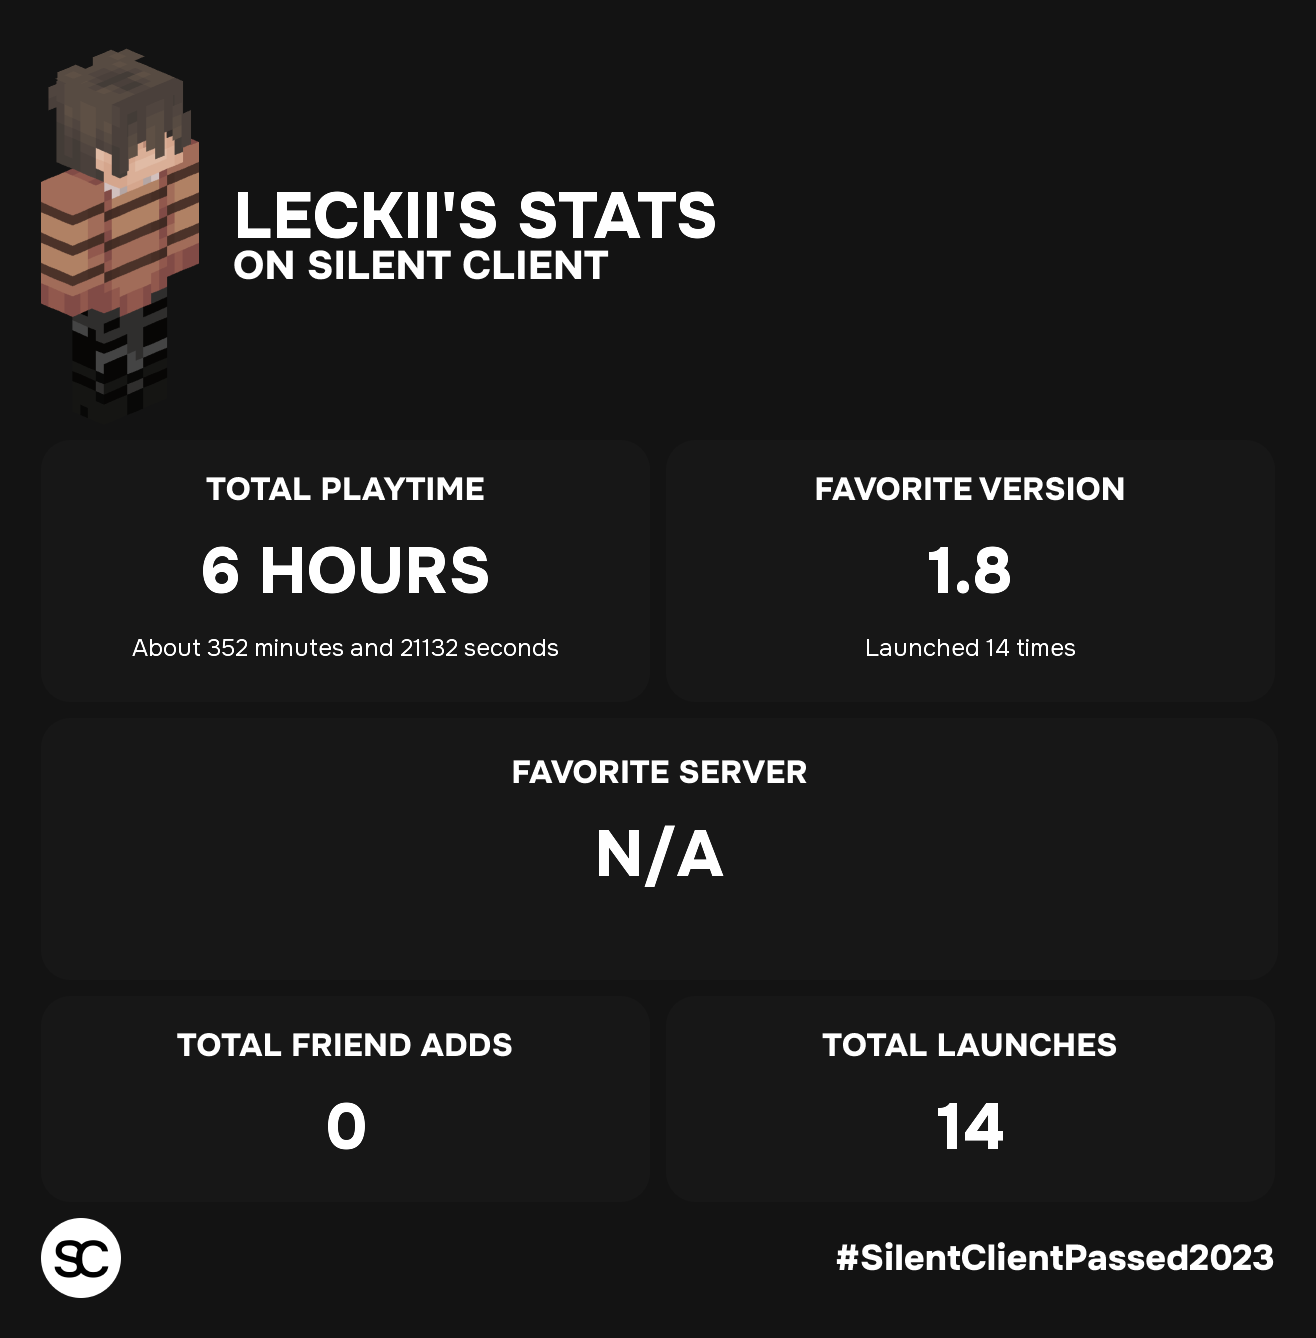 LECKII'S STATS
ON SILENT CLIENT
TOTAL PLAYTIME
6 HOURS
About 352 minutes and 21132 seconds
FAVORITE VERSION
1.8
Launched 14 times
FAVORITE SERVER
N/A
TOTAL FRIEND ADDS
0
TOTAL LAUNCHES
14
SC
#SilentClientPassed2023